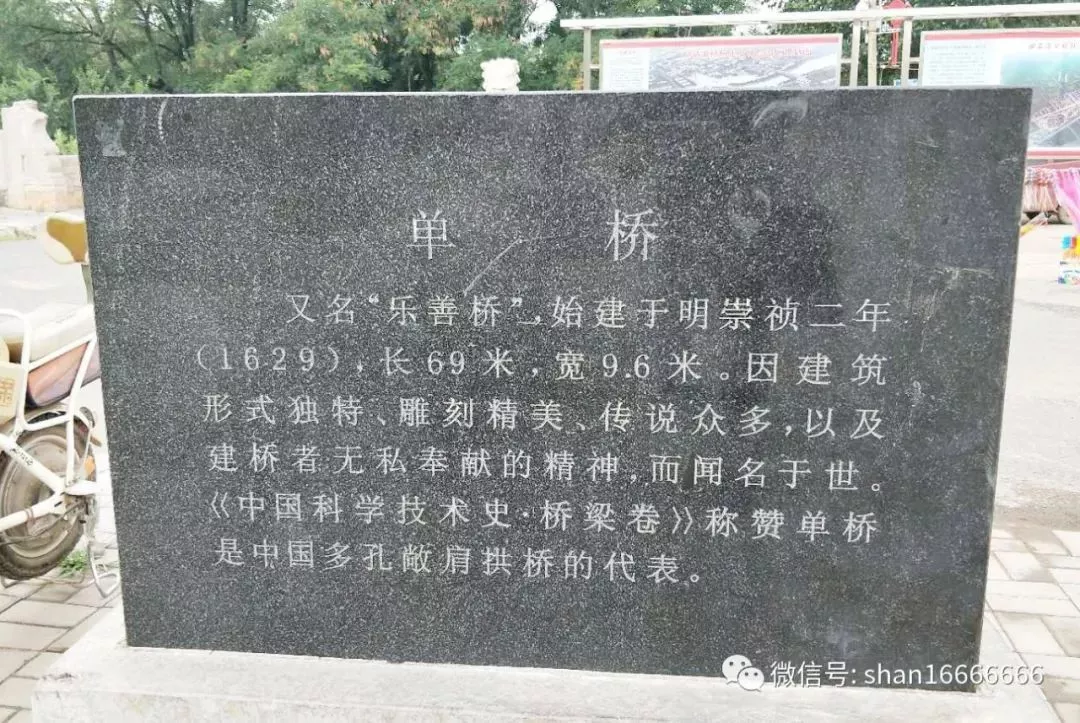 单桥
又名“乐善桥”,始建于明崇祯二年
(1629),长69米,宽9.6米。因建筑
形式独特、雕刻精美、传说众多,以及
建桥者无私奉献的精神,而闻名于世。
《中国科学技术史·桥梁卷》称赞单桥
是中国多孔敞肩拱桥的代表。
微信号: shan16666666